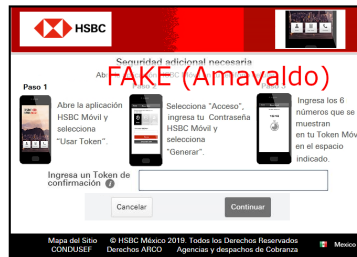 HSBC
Seguridad adicional necesaria
FAKE (Amavaldo)
Paso 1
Abre la aplicación
HSBC Móvil y
selecciona
"Usar Token".
Selecciona "Acceso",
ingresa tu Contraseña
HSBC Móvil y
selecciona
"Generar".
Ingresa los 6
números que se
muestran
en tu Token Móv
en el espacio
indicado.
Ingresa un Token de
confirmación
Cancelar
Continuar
Mapa del Sitio © HSBC México 2019. Todos los Derechos Reservados
CONDUSEF Derechos ARCO Agencias y despachos de Cobranza
Mexico